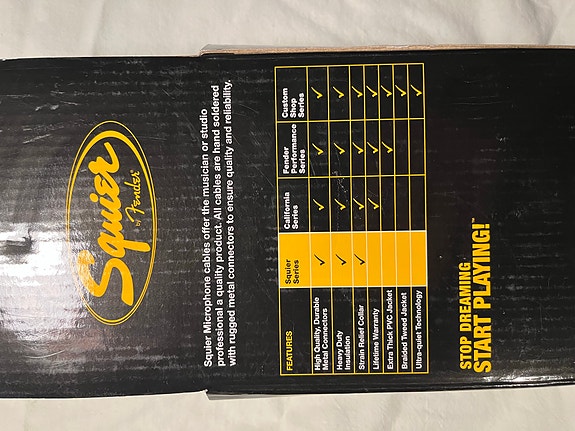 Squier
by Fender
Squier Microphone cables offer the musician or studio
professional a quality product. All cables are hand soldered
with rugged metal connectors to ensure quality and reliability.
FEATURES Squier Series California Series Fender Performance Series Custom Shop Series
High Quality, Durable Metal Connectors ✓ ✓ ✓ ✓
Heavy Duty Insulation ✓ ✓ ✓ ✓
Strain Relief Collar ✓ ✓ ✓ ✓
Lifetime Warranty ✓ ✓ ✓
Extra Thick PVC Jacket ✓ ✓
Braided Tweed Jacket ✓
Ultra-quiet Technology ✓
STOP DREAMING
START PLAYING!™